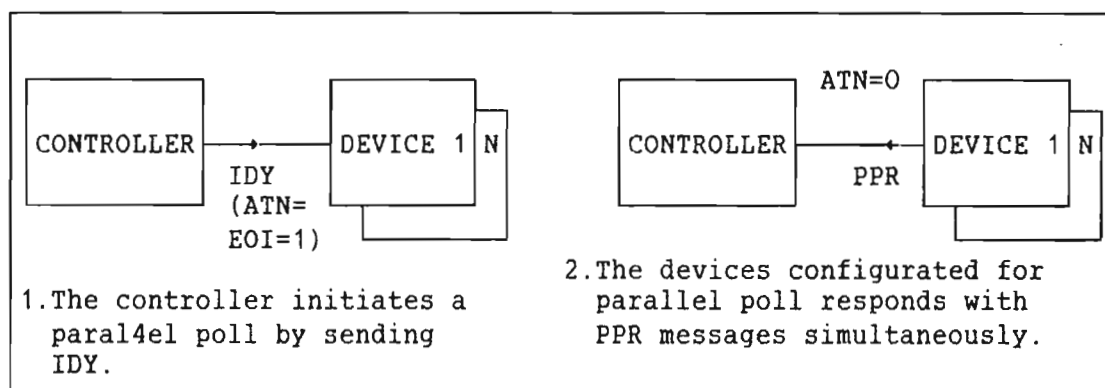 CONTROLLER
DEVICE 1
N
IDY
(ATN=
EOI=1)
1.The controller initiates a
paral4el poll by sending
IDY.
ATN=0
CONTROLLER
DEVICE 1
N
PPR
2.The devices configurated for
parallel poll responds with
PPR messages simultaneously.